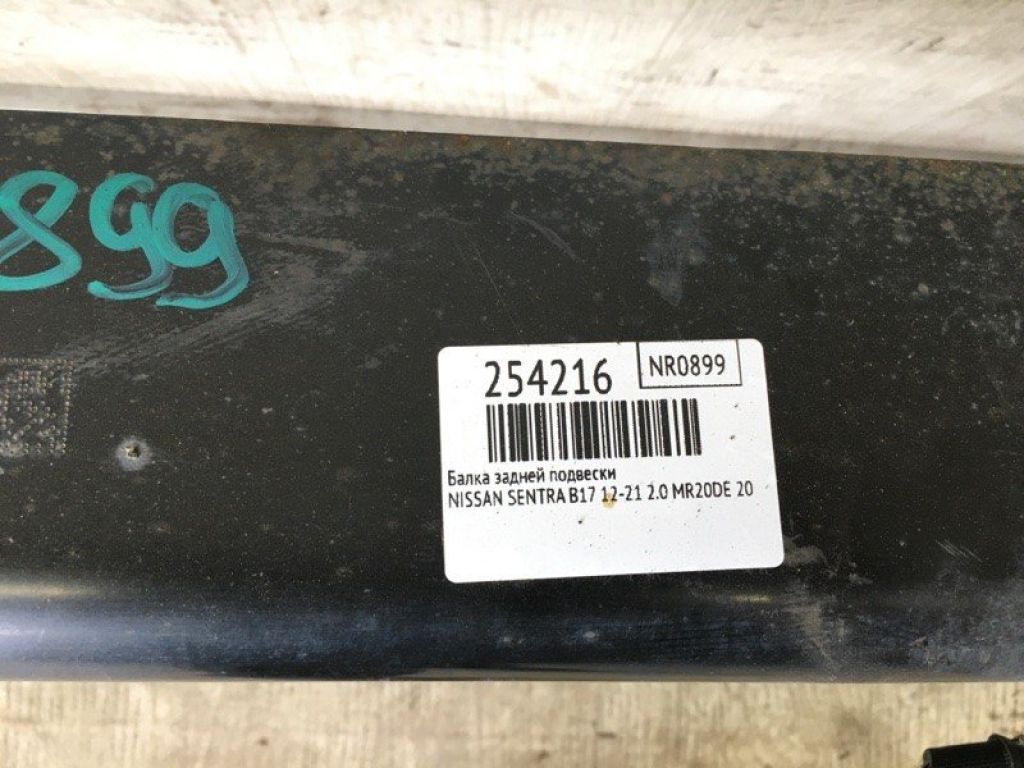 899
254216
NR0899
Балка задней подвески
NISSAN SENTRA B17 12-21 2.0 MR20DE 20